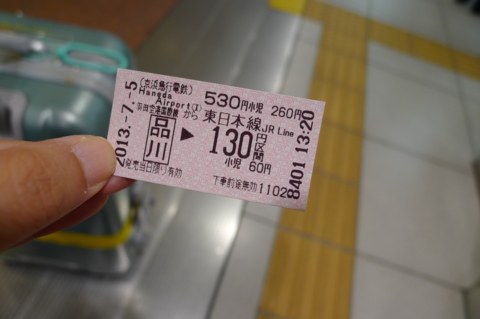 (京浜急行電鉄)
Haneda
Airport(I)
羽田空港国際線 から
530円小児 260円
東日本線JR Line
品川 ▶ 130円区間
小児 60円
発売当日限り有効
下車前途無効 1102
2013.-7.-5
8401 13:20